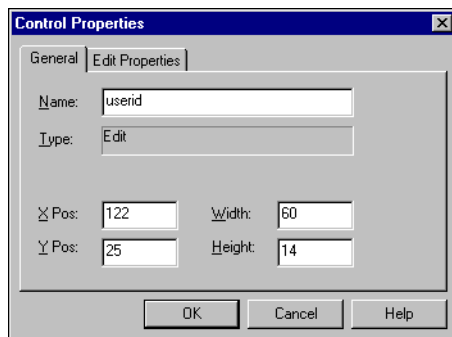 Control Properties
General Edit Properties
Name: userid
Type: Edit
X Pos: 122 Width: 60
Y Pos: 25 Height: 14
OK Cancel Help